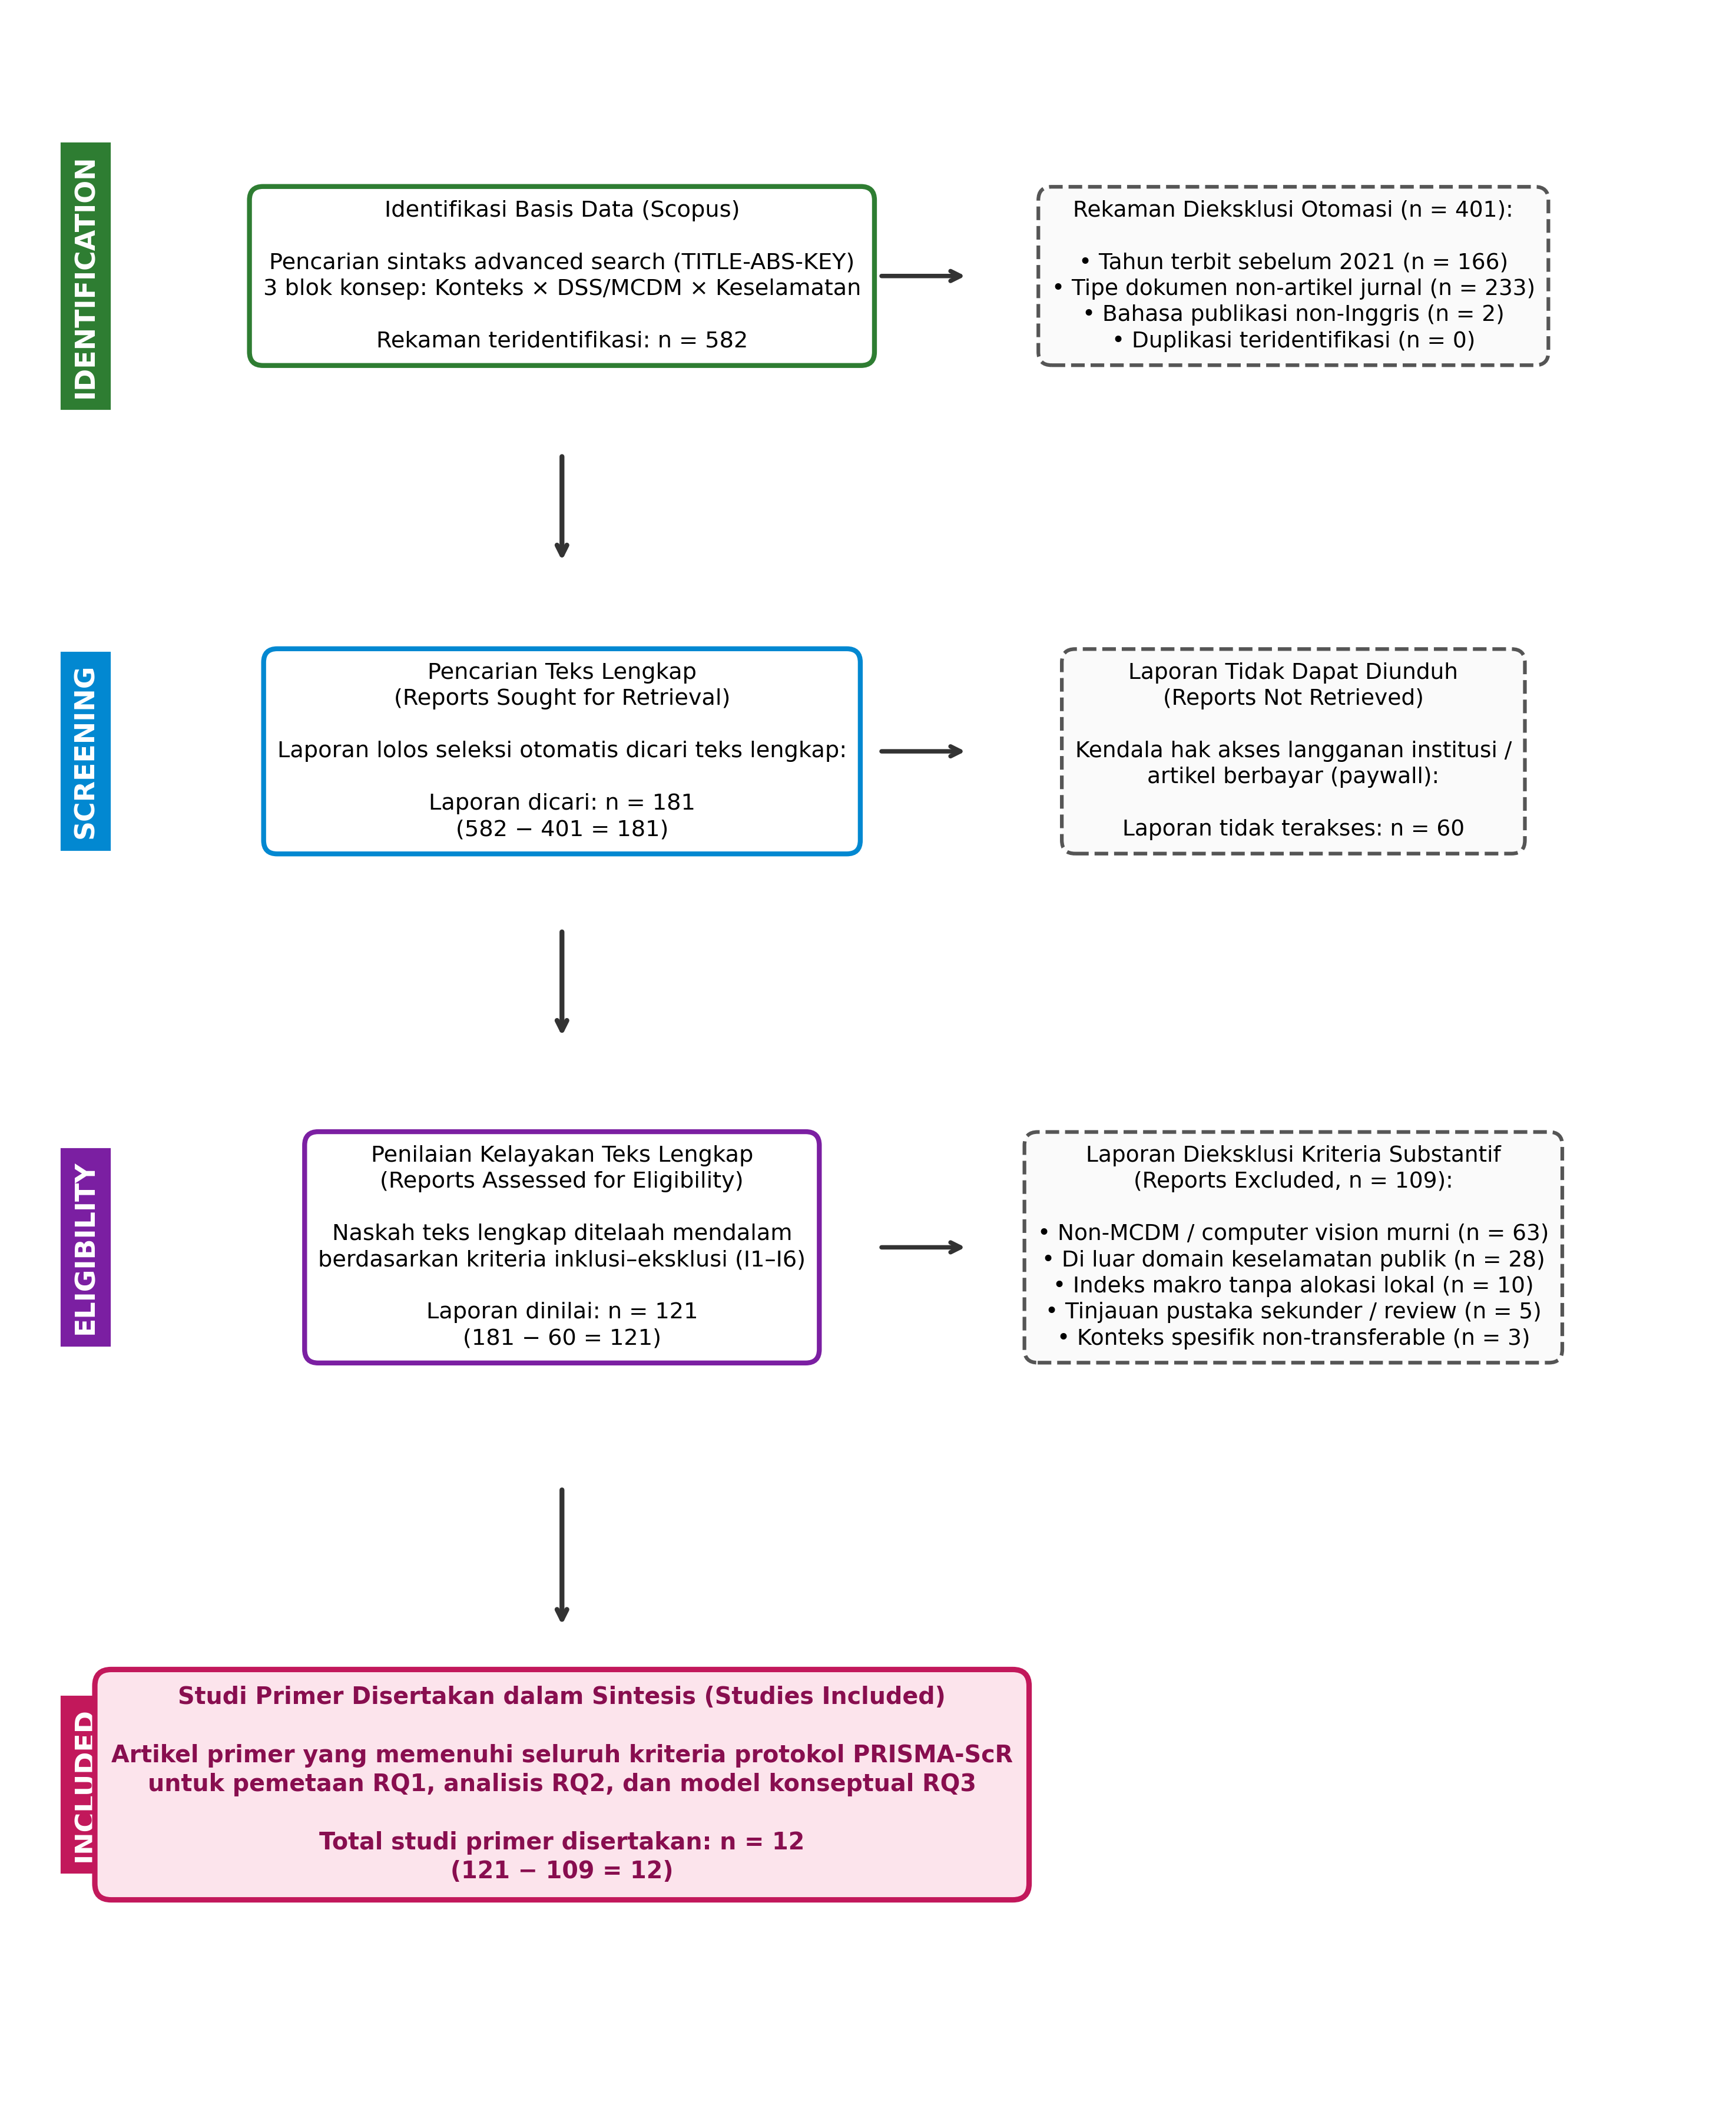 IDENTIFICATION
Identifikasi Basis Data (Scopus)
Pencarian sintaks advanced search (TITLE-ABS-KEY)
3 blok konsep: Konteks × DSS/MCDM × Keselamatan
Rekaman teridentifikasi: n = 582
Rekaman Dieksklusi Otomasi (n = 401):
• Tahun terbit sebelum 2021 (n = 166)
• Tipe dokumen non-artikel jurnal (n = 233)
• Bahasa publikasi non-Inggris (n = 2)
• Duplikasi teridentifikasi (n = 0)
SCREENING
Pencarian Teks Lengkap
(Reports Sought for Retrieval)
Laporan lolos seleksi otomatis dicari teks lengkap:
Laporan dicari: n = 181
(582 − 401 = 181)
Laporan Tidak Dapat Diunduh
(Reports Not Retrieved)
Kendala hak akses langganan institusi /
artikel berbayar (paywall):
Laporan tidak terakses: n = 60
ELIGIBILITY
Penilaian Kelayakan Teks Lengkap
(Reports Assessed for Eligibility)
Naskah teks lengkap ditelaah mendalam
berdasarkan kriteria inklusi–eksklusi (I1–I6)
Laporan dinilai: n = 121
(181 − 60 = 121)
Laporan Dieksklusi Kriteria Substantif
(Reports Excluded, n = 109):
• Non-MCDM / computer vision murni (n = 63)
• Di luar domain keselamatan publik (n = 28)
• Indeks makro tanpa alokasi lokal (n = 10)
• Tinjauan pustaka sekunder / review (n = 5)
• Konteks spesifik non-transferable (n = 3)
INCLUDED
Studi Primer Disertakan dalam Sintesis (Studies Included)
Artikel primer yang memenuhi seluruh kriteria protokol PRISMA-ScR
untuk pemetaan RQ1, analisis RQ2, dan model konseptual RQ3
Total studi primer disertakan: n = 12
(121 − 109 = 12)